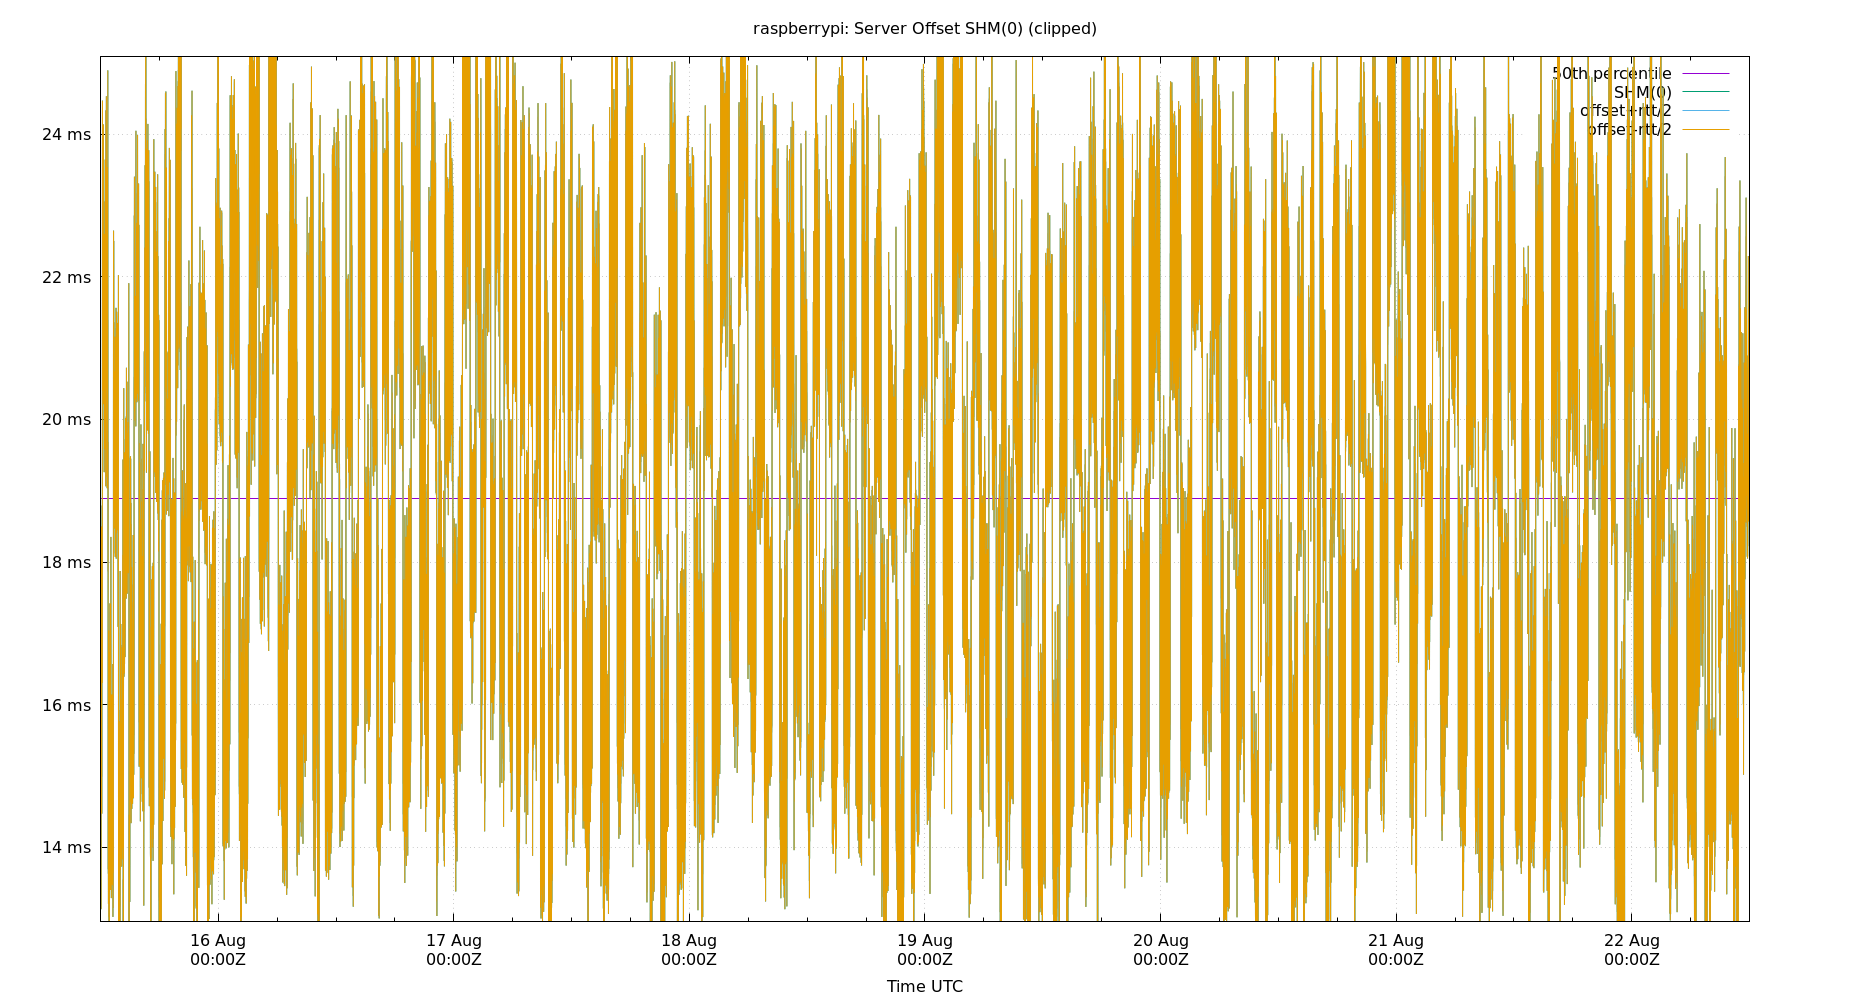 raspberrypi: Server Offset SHM(0) (clipped)
50th percentile
SHM(0)
offset+rtt/2
offset-rtt/2
24 ms
22 ms
20 ms
18 ms
16 ms
14 ms
16 Aug 17 Aug 18 Aug 19 Aug 20 Aug 21 Aug 22 Aug
00:00Z 00:00Z 00:00Z 00:00Z 00:00Z 00:00Z 00:00Z
Time UTC